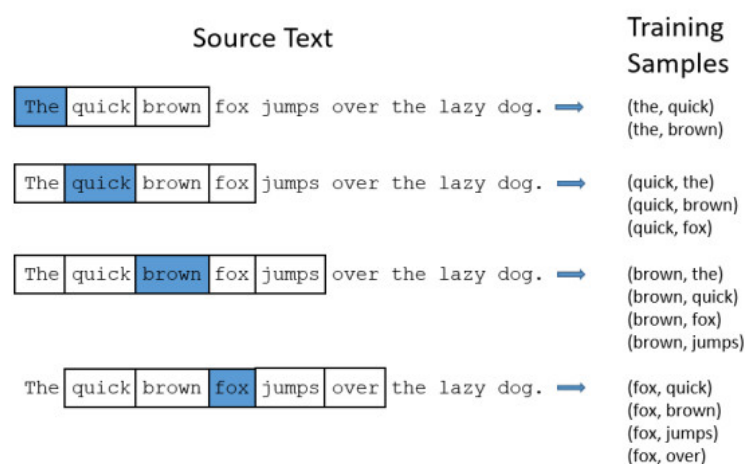 Source Text
Training
Samples
The quick brown fox jumps over the lazy dog.
(the, quick)
(the, brown)
The quick brown fox jumps over the lazy dog.
(quick, the)
(quick, brown)
(quick, fox)
The quick brown fox jumps over the lazy dog.
(brown, the)
(brown, quick)
(brown, fox)
(brown, jumps)
The quick brown fox jumps over the lazy dog.
(fox, quick)
(fox, brown)
(fox, jumps)
(fox, over)